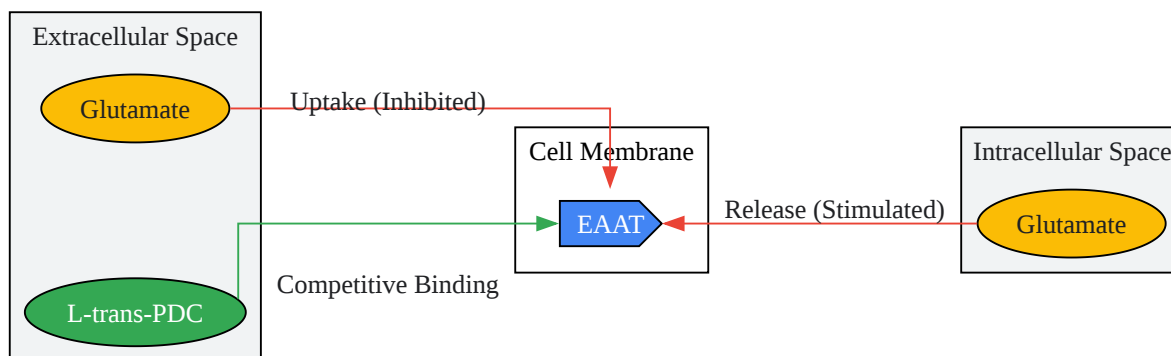 Extracellular Space
Glutamate
Uptake (Inhibited)
Cell Membrane
Intracellular Space
EAAT
Release (Stimulated)
Glutamate
Competitive Binding
L-trans-PDC